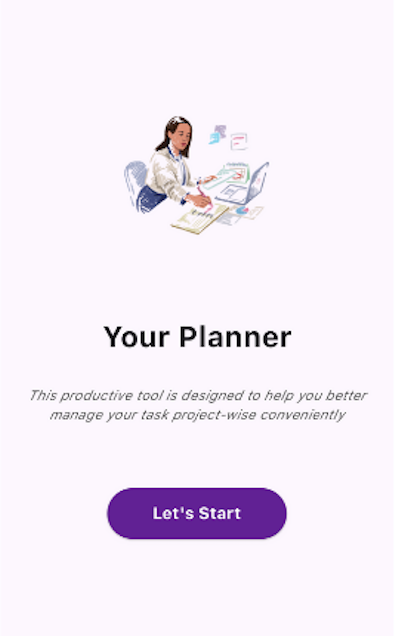 Your Planner
This productive tool is designed to help you better
manage your task project-wise conveniently
Let's Start